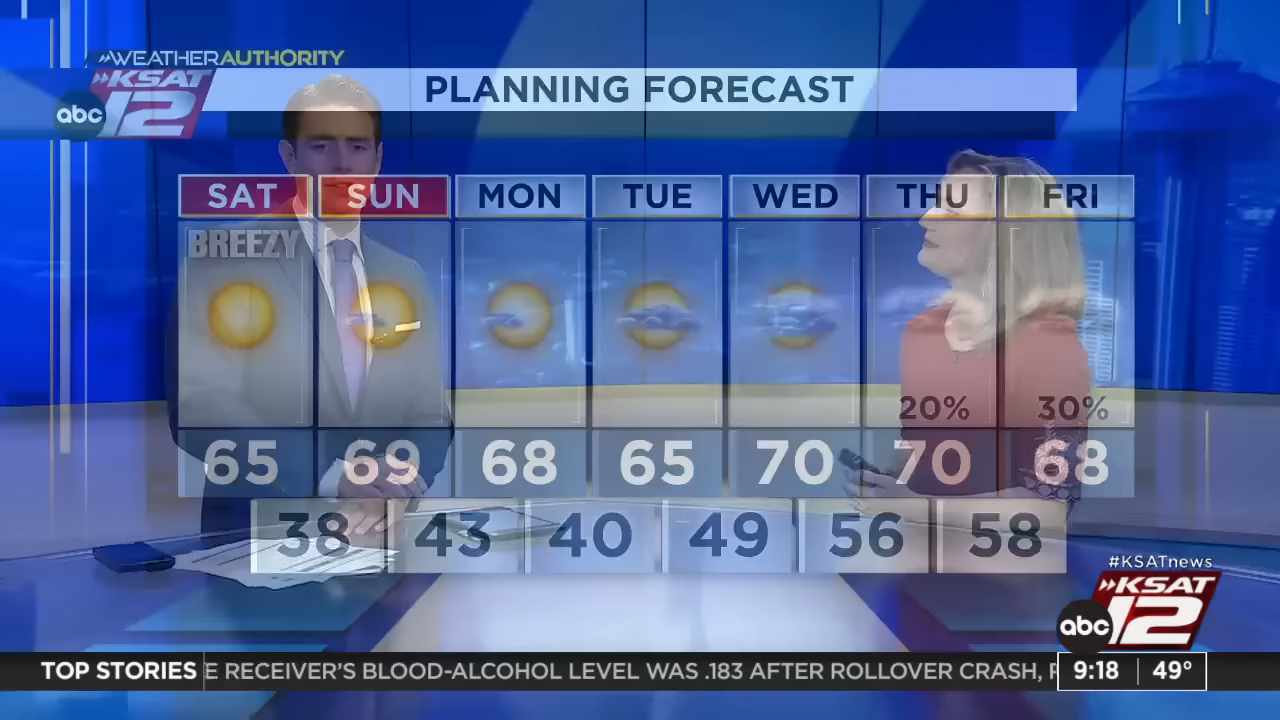 WEATHERAUTHORITY
KSAT
abc 12
PLANNING FORECAST
SAT SUN MON TUE WED THU FRI
BREEZY
20% 30%
65 69 68 65 70 70 68
38 43 40 49 56 58
#KSATnews
KSAT
abc 12
TOP STORIES E RECEIVER'S BLOOD-ALCOHOL LEVEL WAS .183 AFTER ROLLOVER CRASH, 9:18 49°